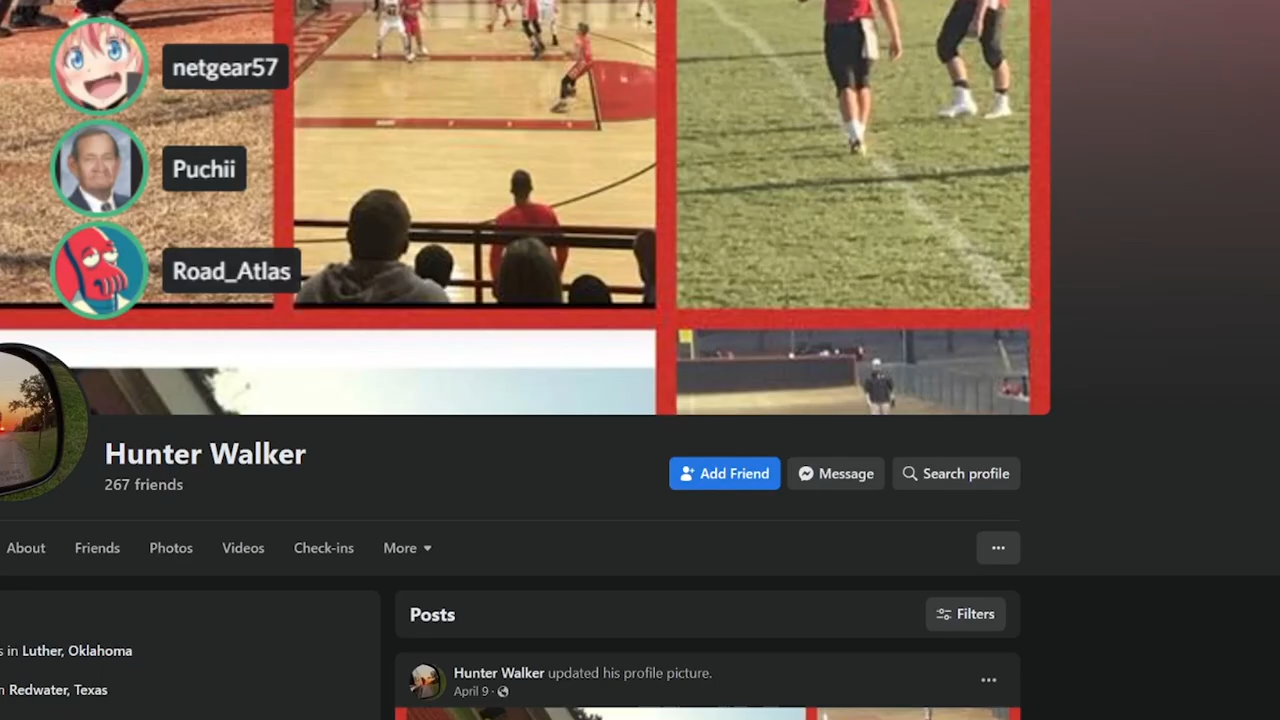 netgear57
Puchii
Road_Atlas
Hunter Walker
267 friends
Add Friend
Message
Search profile
About
Friends
Photos
Videos
Check-ins
More
s in Luther, Oklahoma
n Redwater, Texas
Posts
Filters
Hunter Walker updated his profile picture.
April 9 ·